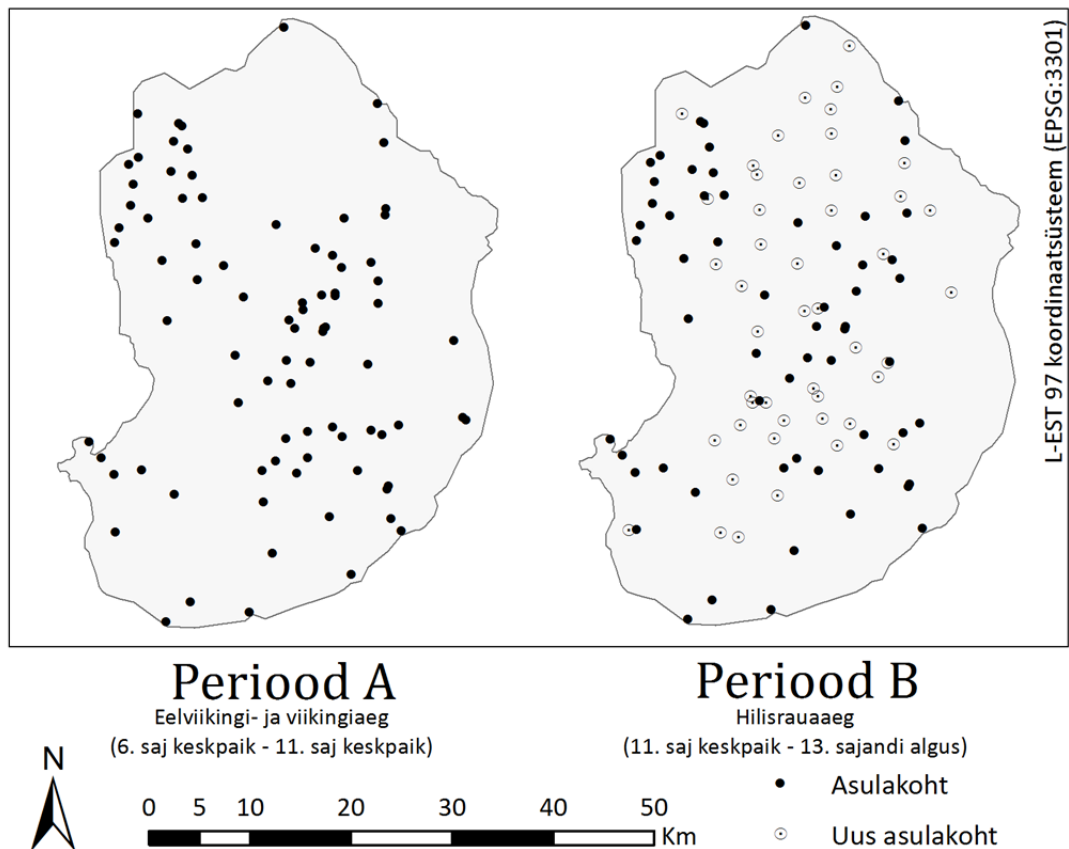 L-EST 97 koordinaatsüsteem (EPSG:3301)
Periood A
Eelviikingi- ja viikingiaeg
(6. saj keskpaik - 11. saj keskpaik)
Periood B
Hilisrauaaeg
(11. saj keskpaik - 13. sajandi algus)
N
0 5 10 20 30 40 50
Km
Asulakoht
Uus asulakoht